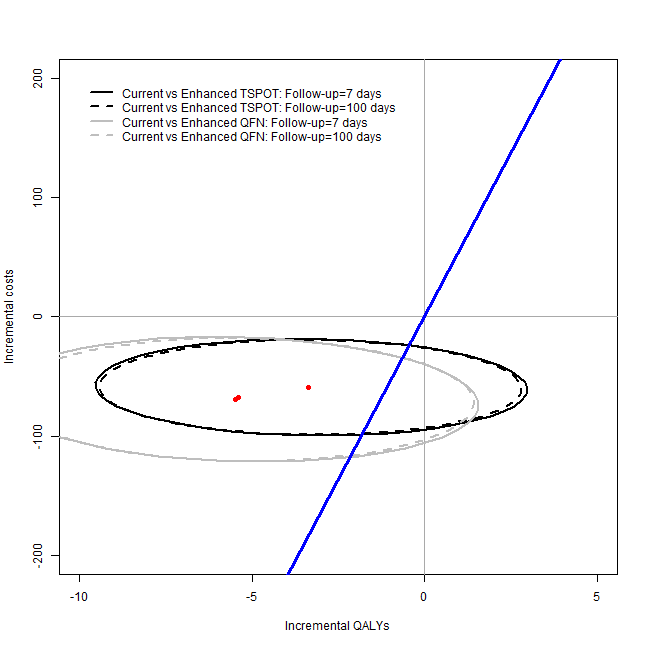 Current vs Enhanced TSPOT: Follow-up=7 days
Current vs Enhanced TSPOT: Follow-up=100 days
Current vs Enhanced QFN: Follow-up=7 days
Current vs Enhanced QFN: Follow-up=100 days
Incremental costs
200
100
0
-100
-200
-10
-5
0
5
Incremental QALYs